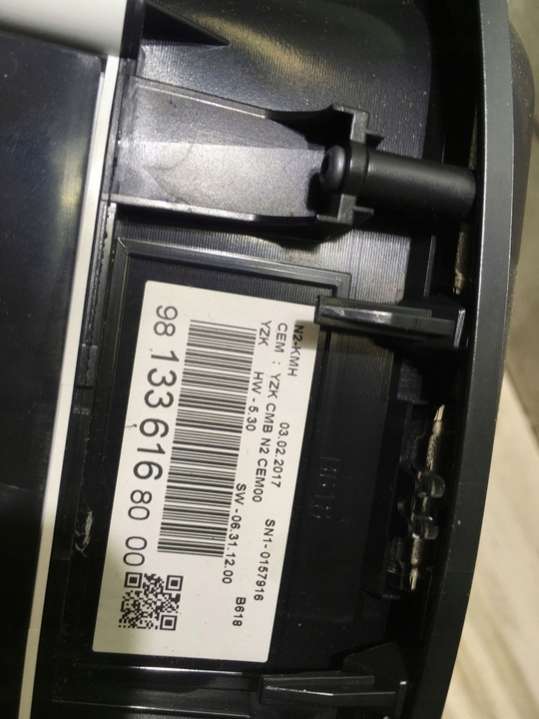 N2-KMH 03.02.2017 SN1-0157916
CEM : YZK CMB N2 CEM00
YZK HW - 5.30 SW - 06.31.12.00 B618
98 133 616 80 00